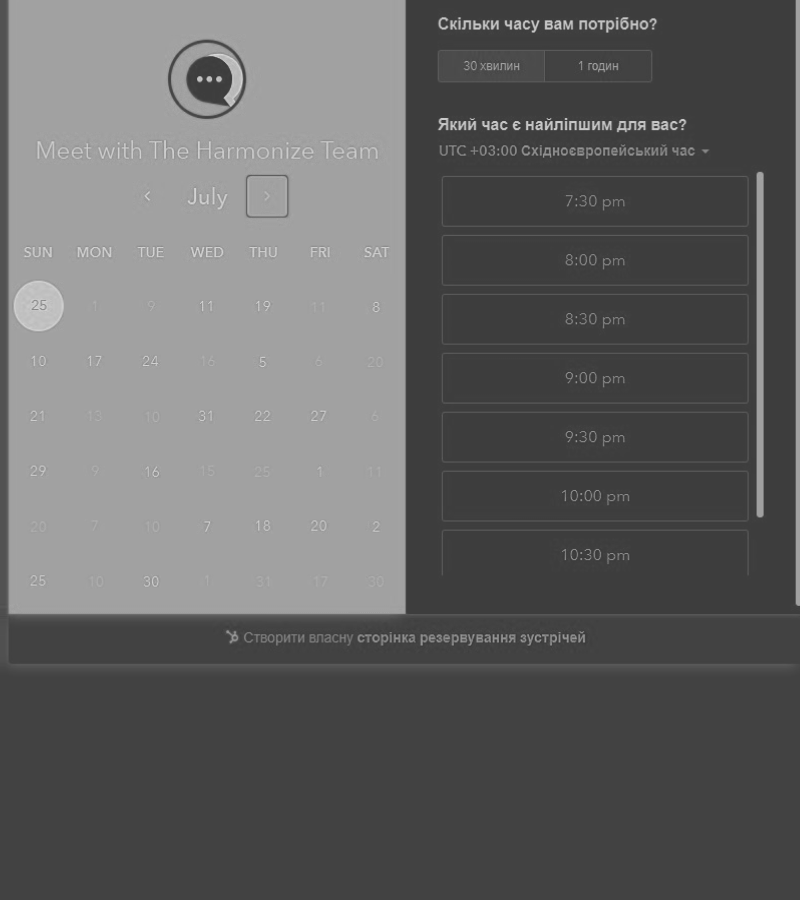 Meet with The Harmonize Team
July
SUN MON TUE WED THU FRI SAT
25 1 9 11 19 11 8
10 17 24 16 5 6 20
21 13 10 31 22 27 6
29 9 16 15 25 1 11
20 7 10 7 18 20 2
25 10 30 1 31 17 30
Скільки часу вам потрібно?
30 хвилин 1 годин
Який час є найліпшим для вас?
UTC +03:00 Східноєвропейський час
7:30 pm
8:00 pm
8:30 pm
9:00 pm
9:30 pm
10:00 pm
10:30 pm
Створити власну сторінка резервування зустрічей